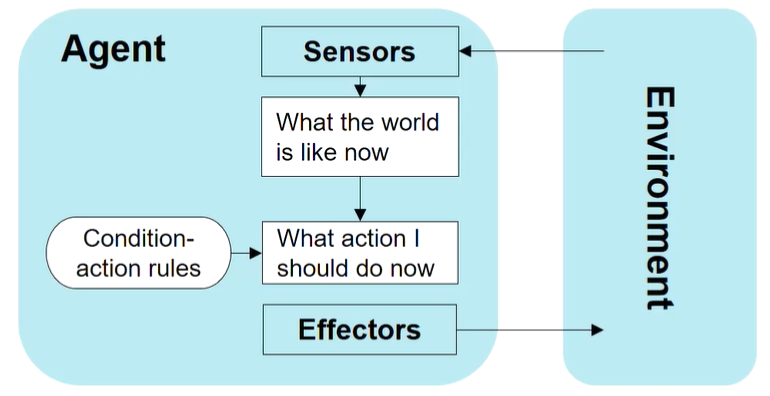 Agent
Sensors
What the world
is like now
Condition-
action rules
What action I
should do now
Effectors
Environment